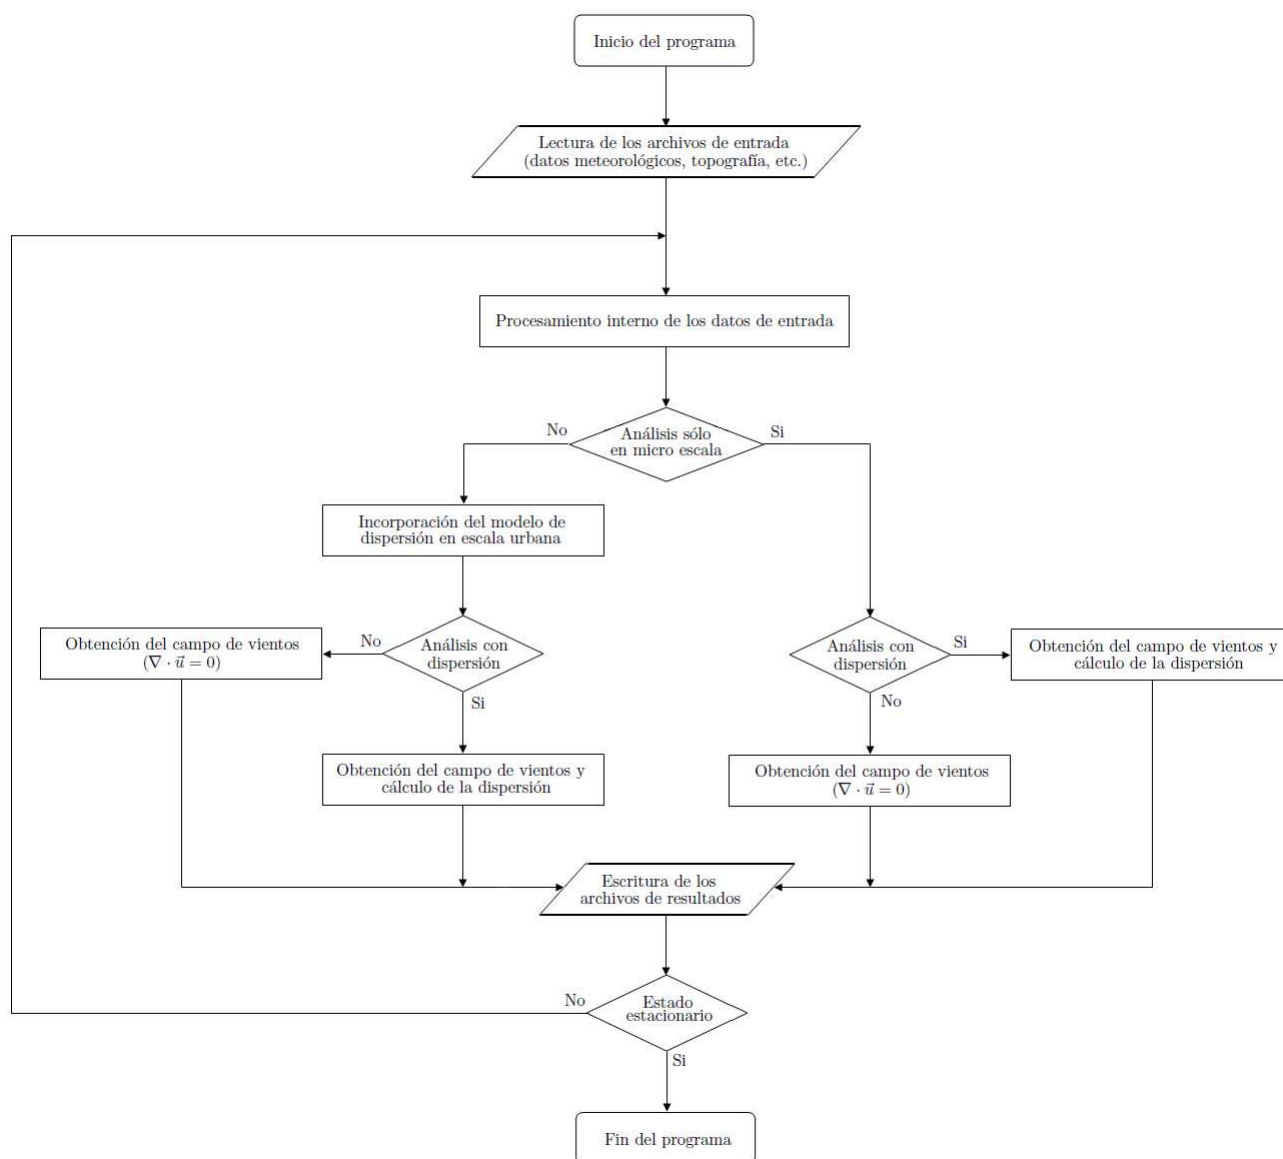 Inicio del programa
Lectura de los archivos de entrada
(datos meteorológicos, topografía, etc.)
Procesamiento interno de los datos de entrada
No
Análisis sólo
en micro escala
Si
Incorporación del modelo de
dispersión en escala urbana
Obtención del campo de vientos
(∇ · u⃗ = 0)
No
Análisis con
dispersión
Si
Análisis con
dispersión
Si
No
Obtención del campo de vientos y
cálculo de la dispersión
Obtención del campo de vientos y
cálculo de la dispersión
Obtención del campo de vientos
(∇ · u⃗ = 0)
Escritura de los
archivos de resultados
No
Estado
estacionario
Si
Fin del programa